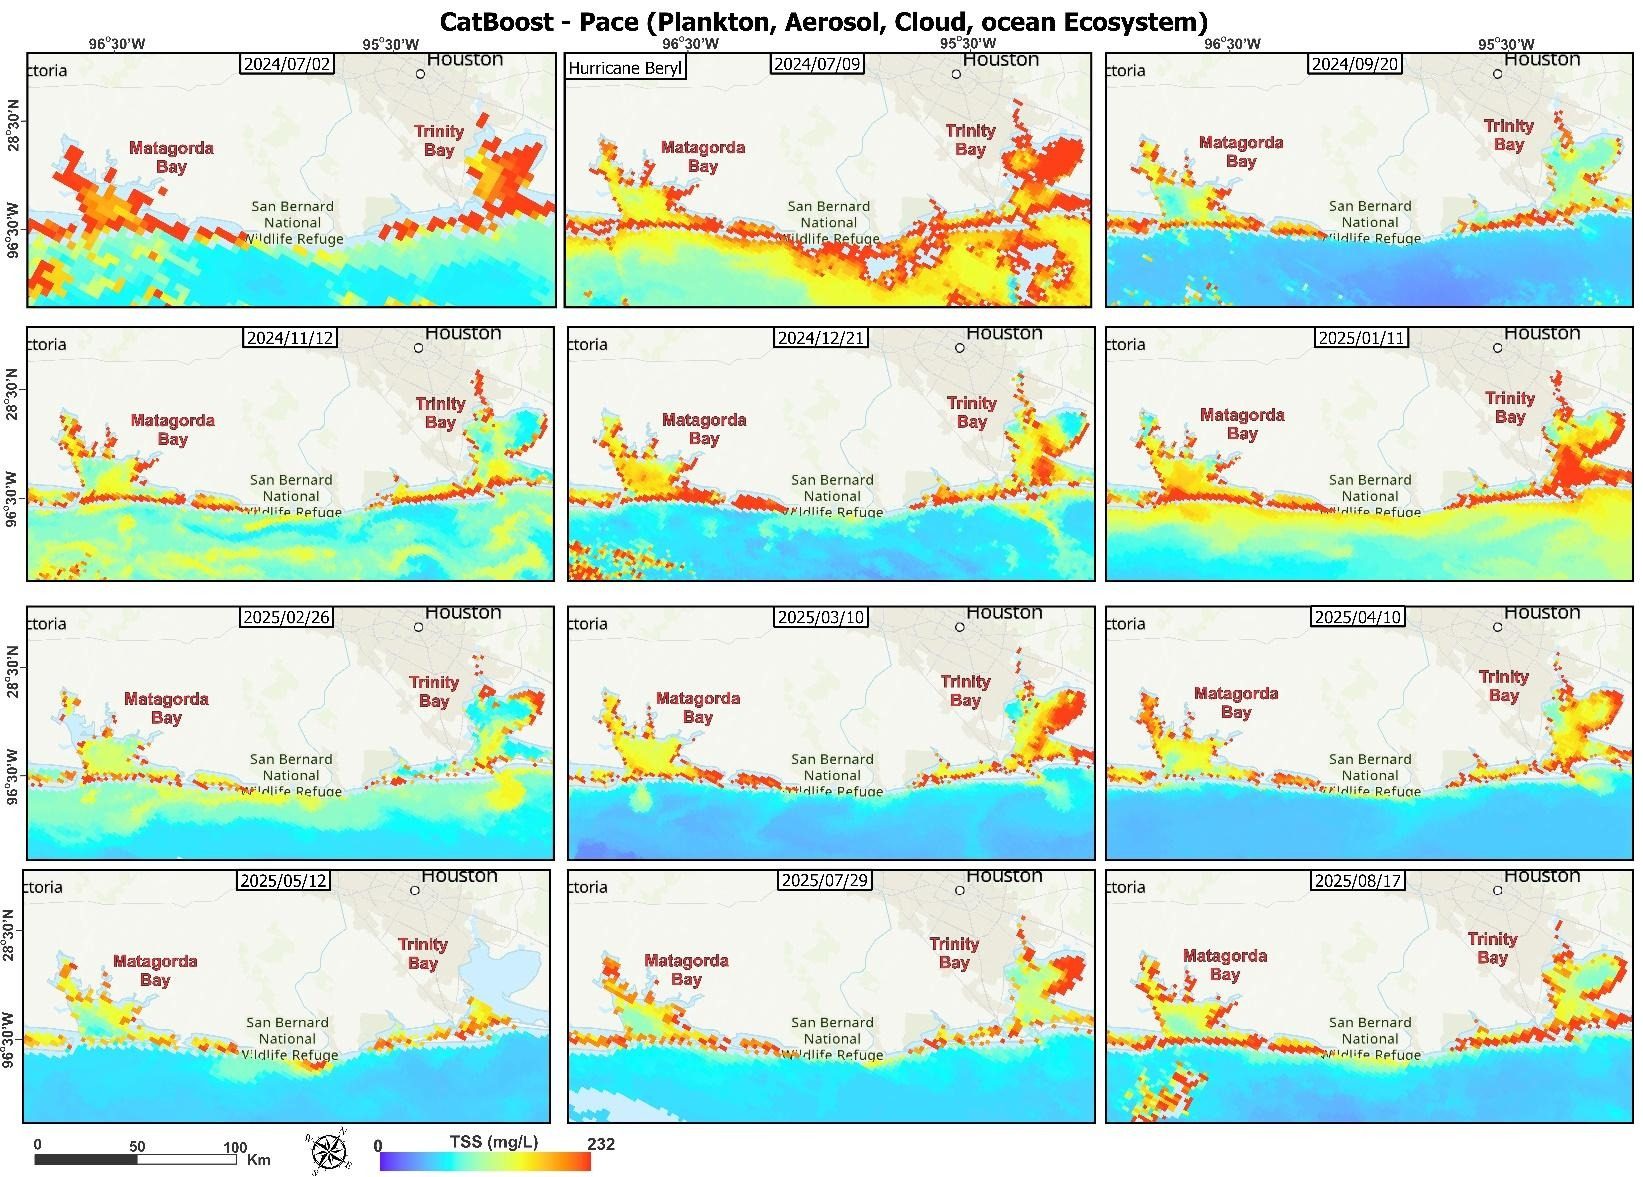 CatBoost - Pace (Plankton, Aerosol, Cloud, ocean Ecosystem)
96°30'W 95°30'W 96°30'W 95°30'W 96°30'W 95°30'W
ctoria 2024/07/02 Houston
28°30'N
Matagorda
Bay
Trinity
Bay
San Bernard
National
Wildlife Refuge
96°30'W
Hurricane Beryl 2024/07/09 Houston
Matagorda
Bay
Trinity
Bay
San Bernard
National
Wildlife Refuge
ctoria 2024/09/20 Houston
Matagorda
Bay
Trinity
Bay
San Bernard
National
Wildlife Refuge
ctoria 2024/11/12 Houston
28°30'N
Matagorda
Bay
Trinity
Bay
San Bernard
National
Wildlife Refuge
96°30'W
ctoria 2024/12/21 Houston
Matagorda
Bay
Trinity
Bay
San Bernard
National
Wildlife Refuge
ctoria 2025/01/11 Houston
Matagorda
Bay
Trinity
Bay
San Bernard
National
Wildlife Refuge
ctoria 2025/02/26 Houston
28°30'N
Matagorda
Bay
Trinity
Bay
San Bernard
National
Wildlife Refuge
96°30'W
ctoria 2025/03/10 Houston
Matagorda
Bay
Trinity
Bay
San Bernard
National
Wildlife Refuge
ctoria 2025/04/10 Houston
Matagorda
Bay
Trinity
Bay
San Bernard
National
Wildlife Refuge
ctoria 2025/05/12 Houston
28°30'N
Matagorda
Bay
Trinity
Bay
San Bernard
National
Wildlife Refuge
96°30'W
ctoria 2025/07/29 Houston
Matagorda
Bay
Trinity
Bay
San Bernard
National
Wildlife Refuge
ctoria 2025/08/17 Houston
Matagorda
Bay
Trinity
Bay
San Bernard
National
Wildlife Refuge
0 50 100 Km
N
E
S
0 TSS (mg/L) 232